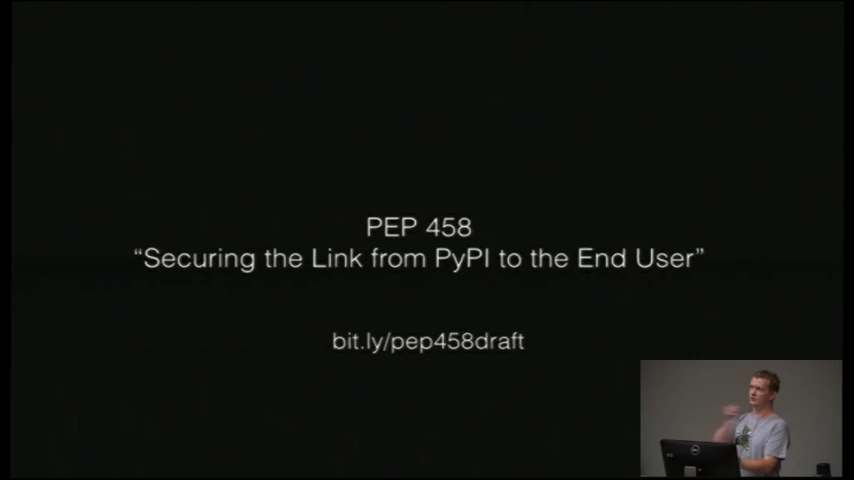 PEP 458
“Securing the Link from PyPI to the End User”
bit.ly/pep458draft